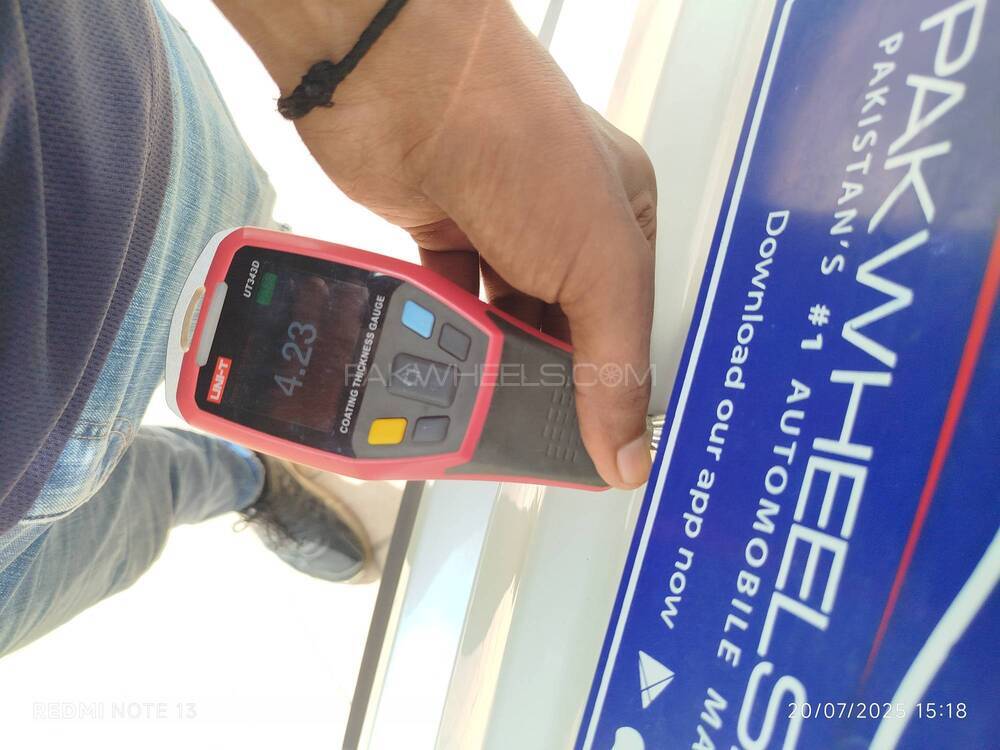 PAKWHEELS
PAKISTAN'S #1 AUTOMOBILE MA
Download our app now
UT343D
UNI-T
4.23
COATING THICKNESS GAUGE
PAKWHEELS.COM
REDMI NOTE 13
20/07/2025 15:18